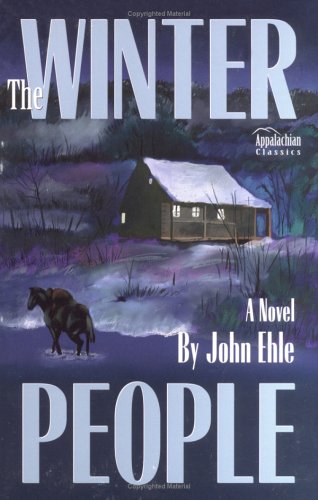 The WINTER
Appalachian
Classics
A Novel
By John Ehle
PEOPLE